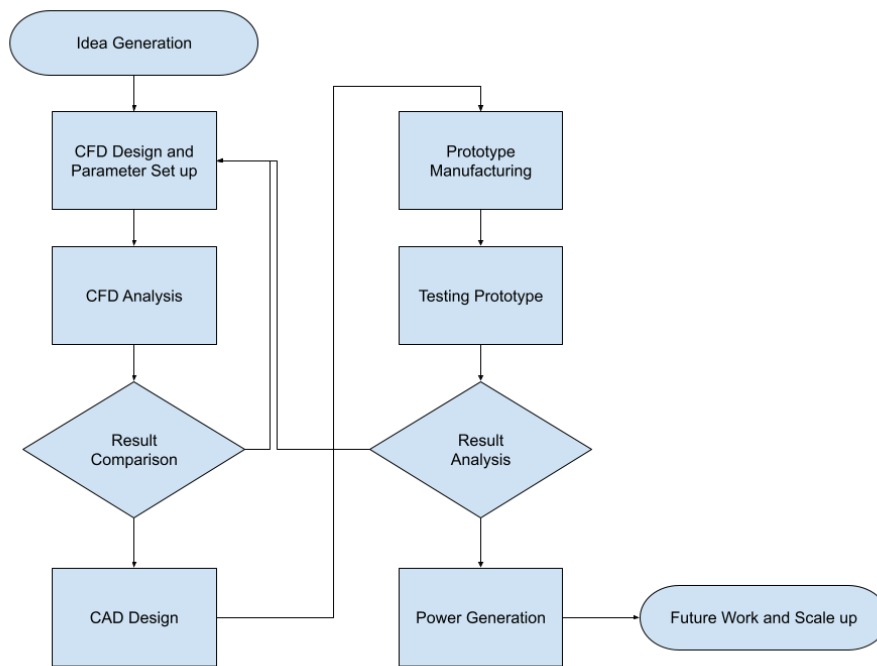 Idea Generation
CFD Design and
Parameter Set up
CFD Analysis
Result
Comparison
CAD Design
Prototype
Manufacturing
Testing Prototype
Result
Analysis
Power Generation
Future Work and Scale up